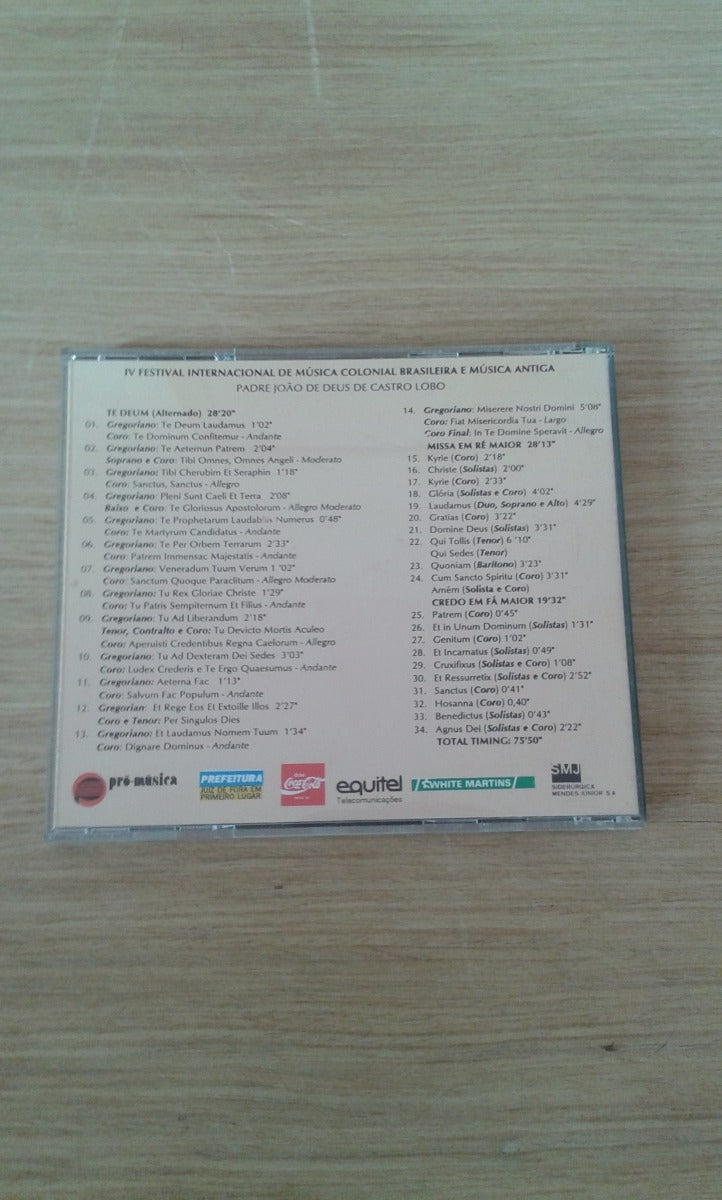 IV FESTIVAL INTERNACIONAL DE MÚSICA COLONIAL BRASILEIRA E MÚSICA ANTIGA
PADRE JOÃO DE DEUS DE CASTRO LOBO
TE DEUM (Alternado) 28'20"
01. Gregoriano: Te Deum Laudamus 1'02"
Coro: Te Dominum Confitemur - Andante
02. Gregoriano: Te Aeternun Patrem 2'04"
Soprano e Coro: Tibi Omnes, Omnes Angeli - Moderato
03. Gregoriano: Tibi Cherubim Et Seraphin 1'18"
Coro: Sanctus, Sanctus - Allegro
04. Gregoriano: Pleni Sunt Caeli Et Terra 2'08"
Baixo e Coro: Te Gloriosus Apostolorum - Allegro Moderato
05. Gregoriano: Te Prophetarum Laudabilis Numerus 0'48"
Coro: Te Martyrum Candidatus - Andante
06. Gregoriano: Te Per Orbem Terrarum 2'33"
Coro: Patrem Immensac Majestatis - Andante
07. Gregoriano: Veneradum Tuum Verum 1 '02"
Coro: Sanctum Quoque Paraclitum - Allegro Moderato
08. Gregoriano: Tu Rex Gloriae Christe 1'29"
Coro: Tu Patris Sempiternum Et Filius - Andante
09. Gregoriano: Tu Ad Liberandum 2'18"
Tenor, Contralto e Coro: Tu Devicto Mortis Aculeo
Coro: Aperuisti Credentibus Regna Caelorum - Allegro
10. Gregoriano: Tu Ad Dexteram Dei Sedes 3'03"
Coro: Ludex Crederis e Te Ergo Quaesumus - Andante
11. Gregoriano: Aeterna Fac 1'13"
Coro: Salvum Fac Populum - Andante
12. Gregorian: Et Rege Eos Et Extoille Illos 2'27"
Coro e Tenor: Per Singulos Dies
13. Gregoriano: Et Laudamus Nomem Tuum 1'34"
Coro: Dignare Dominus - Andante
14. Gregoriano: Miserere Nostri Domini 5'08"
Coro: Fiat Misericordia Tua - Largo
Coro Final: In Te Domine Speravit - Allegro
MISSA EM RÉ MAIOR 28'13"
15. Kyrie (Coro) 2'18"
16. Christe (Solistas) 2'00"
17. Kyrie (Coro) 2'33"
18. Glória (Solistas e Coro) 4'02"
19. Laudamus (Duo, Soprano e Alto) 4'29"
20. Gratias (Coro) 3'22"
21. Domine Deus (Solistas) 3'31"
22. Qui Tollis (Tenor) 6 '10"
Qui Sedes (Tenor)
23. Quoniam (Baritono) 3'23"
24. Cum Sancto Spiritu (Coro) 3'31"
Amém (Solista e Coro)
CREDO EM FÁ MAIOR 19'32"
25. Patrem (Coro) 0'45"
26. Et in Unum Dominum (Solistas) 1'31"
27. Genitum (Coro) 1'02"
28. Et Incarnatus (Solistas) 0'49"
29. Cruxifixus (Solistas e Coro) 1'08"
30. Et Ressurretix (Solistas e Coro) 2'52"
31. Sanctus (Coro) 0'41"
32. Hosanna (Coro) 0,40"
33. Benedictus (Solistas) 0'43"
34. Agnus Dei (Solistas e Coro) 2'22"
TOTAL TIMING: 75'50"
pró-música
PREFEITURA
JUIZ DE FORA EM
PRIMEIRO LUGAR
Coca-Cola
equitel
Telecomunicações
WHITE MARTINS
SMJ
SIDERÚRGICA
MENDES JÚNIOR S A